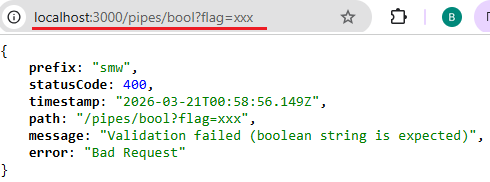 localhost:3000/pipes/bool?flag=xxx
B
{
prefix: "smw",
statusCode: 400,
timestamp: "2026-03-21T00:58:56.149Z",
path: "/pipes/bool?flag=xxx",
message: "Validation failed (boolean string is expected)",
error: "Bad Request"
}